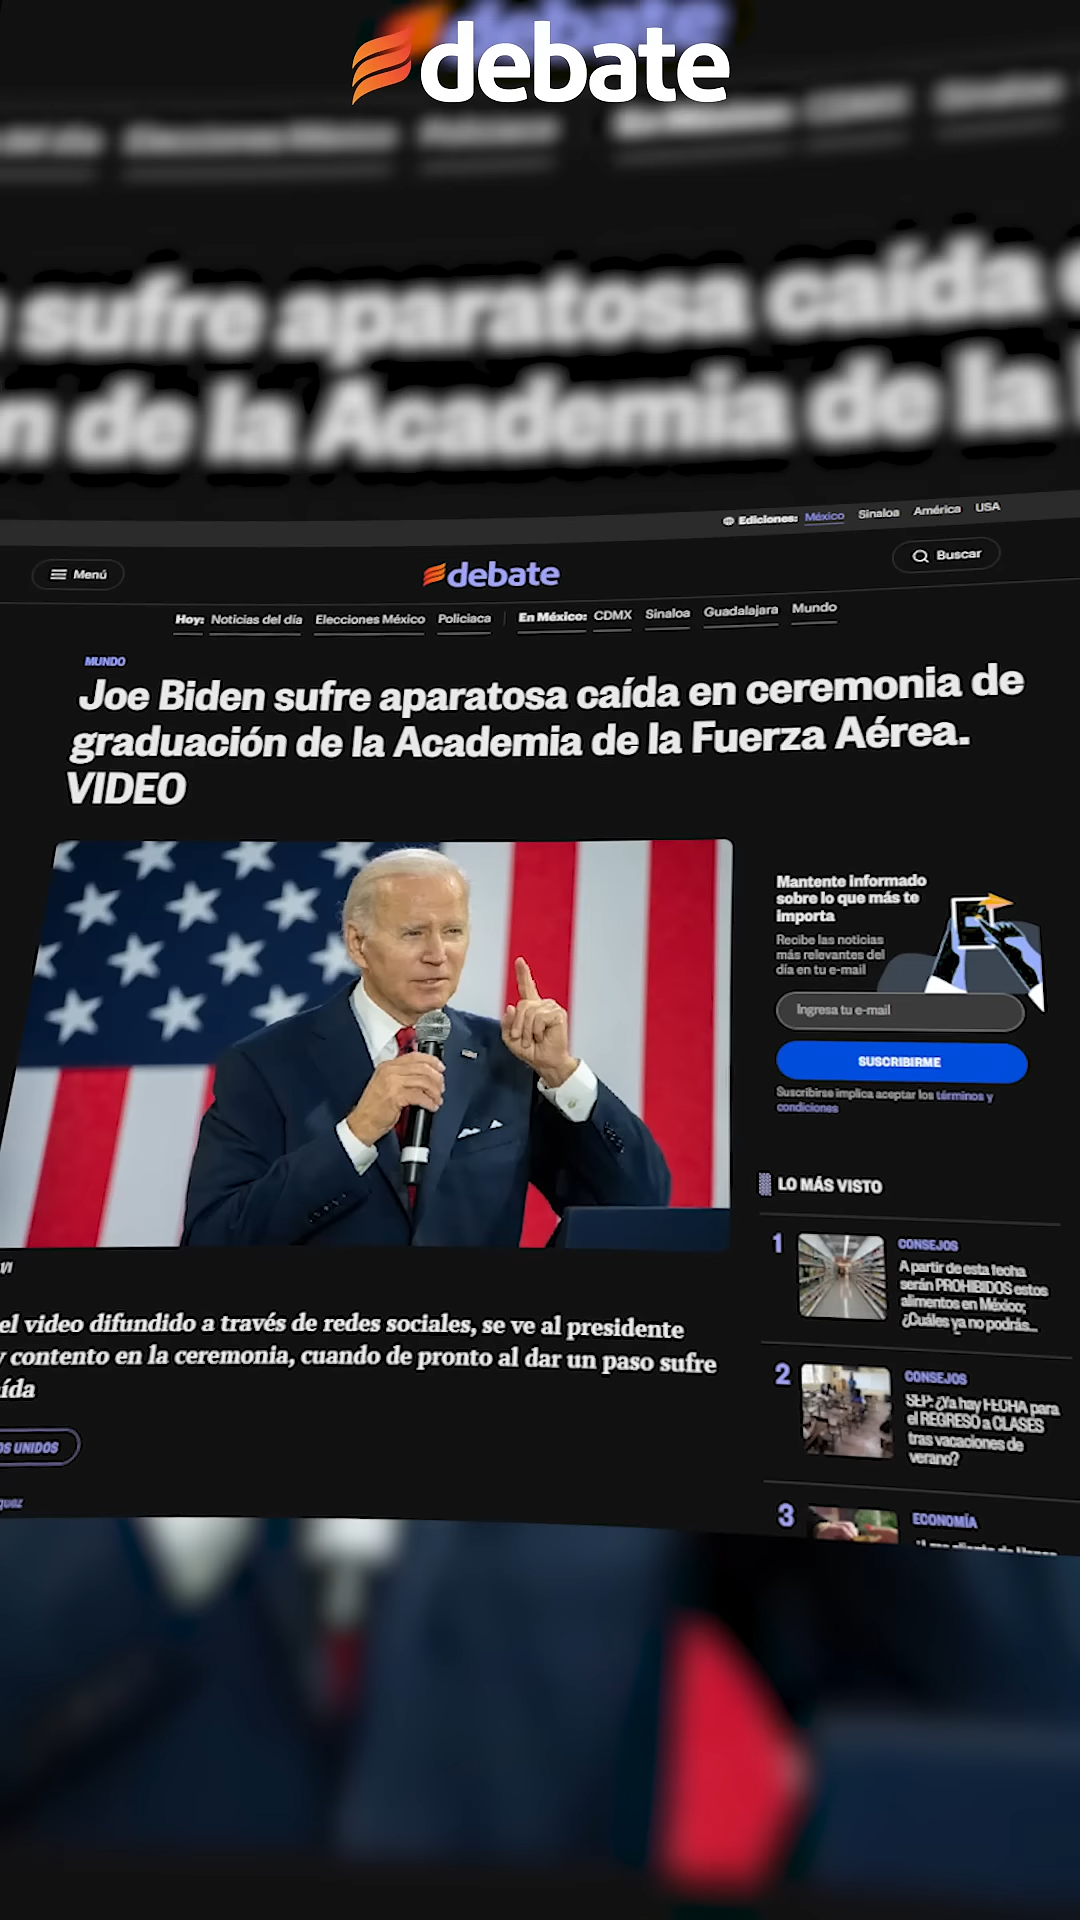 debate
sufre aparatosa caída
de la Academia de la
Ediciones: México Sinaloa América USA
Menú
debate
Buscar
Hoy: Noticias del día Elecciones México Policiaca En México: CDMX Sinaloa Guadalajara Mundo
MUNDO
Joe Biden sufre aparatosa caída en ceremonia de
graduación de la Academia de la Fuerza Aérea.
VIDEO
Mantente informado
sobre lo que más te
importa
Recibe las noticias
más relevantes del
día en tu e-mail
Ingresa tu e-mail
SUSCRIBIRME
Suscribirse implica aceptar los términos y
condiciones
LO MÁS VISTO
1
CONSEJOS
A partir de esta fecha
serán PROHIBIDOS estos
alimentos en México;
¿Cuáles ya no podrás...
el video difundido a través de redes sociales, se ve al presidente
y contento en la ceremonia, cuando de pronto al dar un paso sufre
ída
2
CONSEJOS
SEP: ¿Ya hay FECHA para
el REGRESO a CLASES
tras vacaciones de
verano?
OS UNIDOS
guez
3
ECONOMÍA